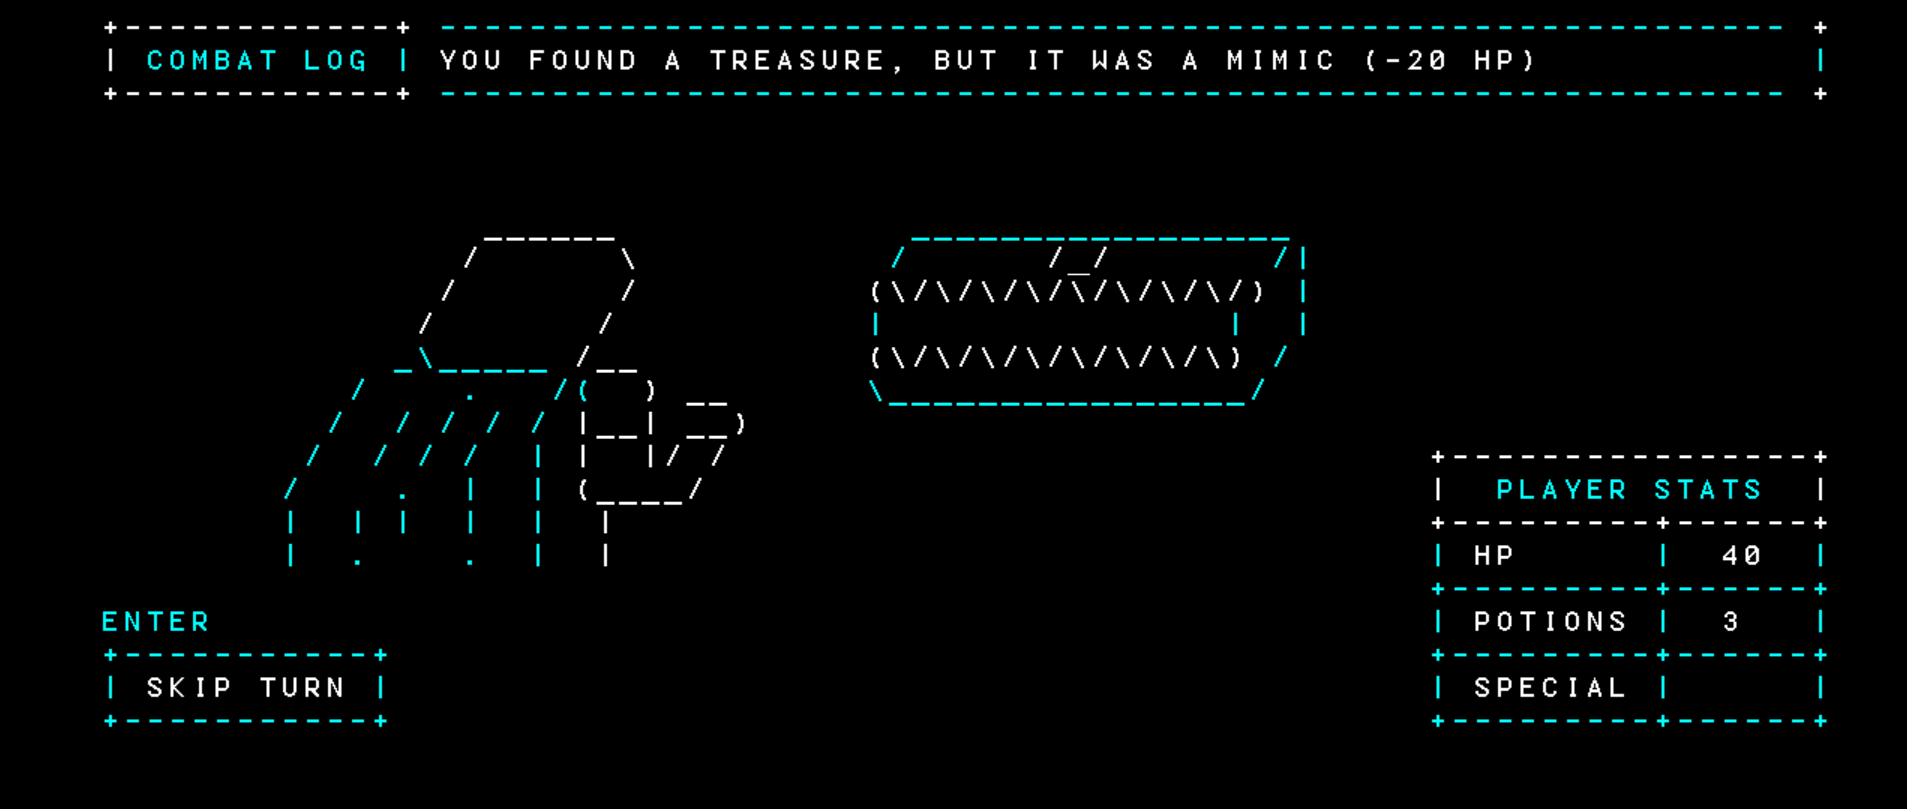 COMBAT LOG YOU FOUND A TREASURE, BUT IT WAS A MIMIC (-20 HP)
PLAYER STATS
HP 40
POTIONS 3
SPECIAL
ENTER
SKIP TURN